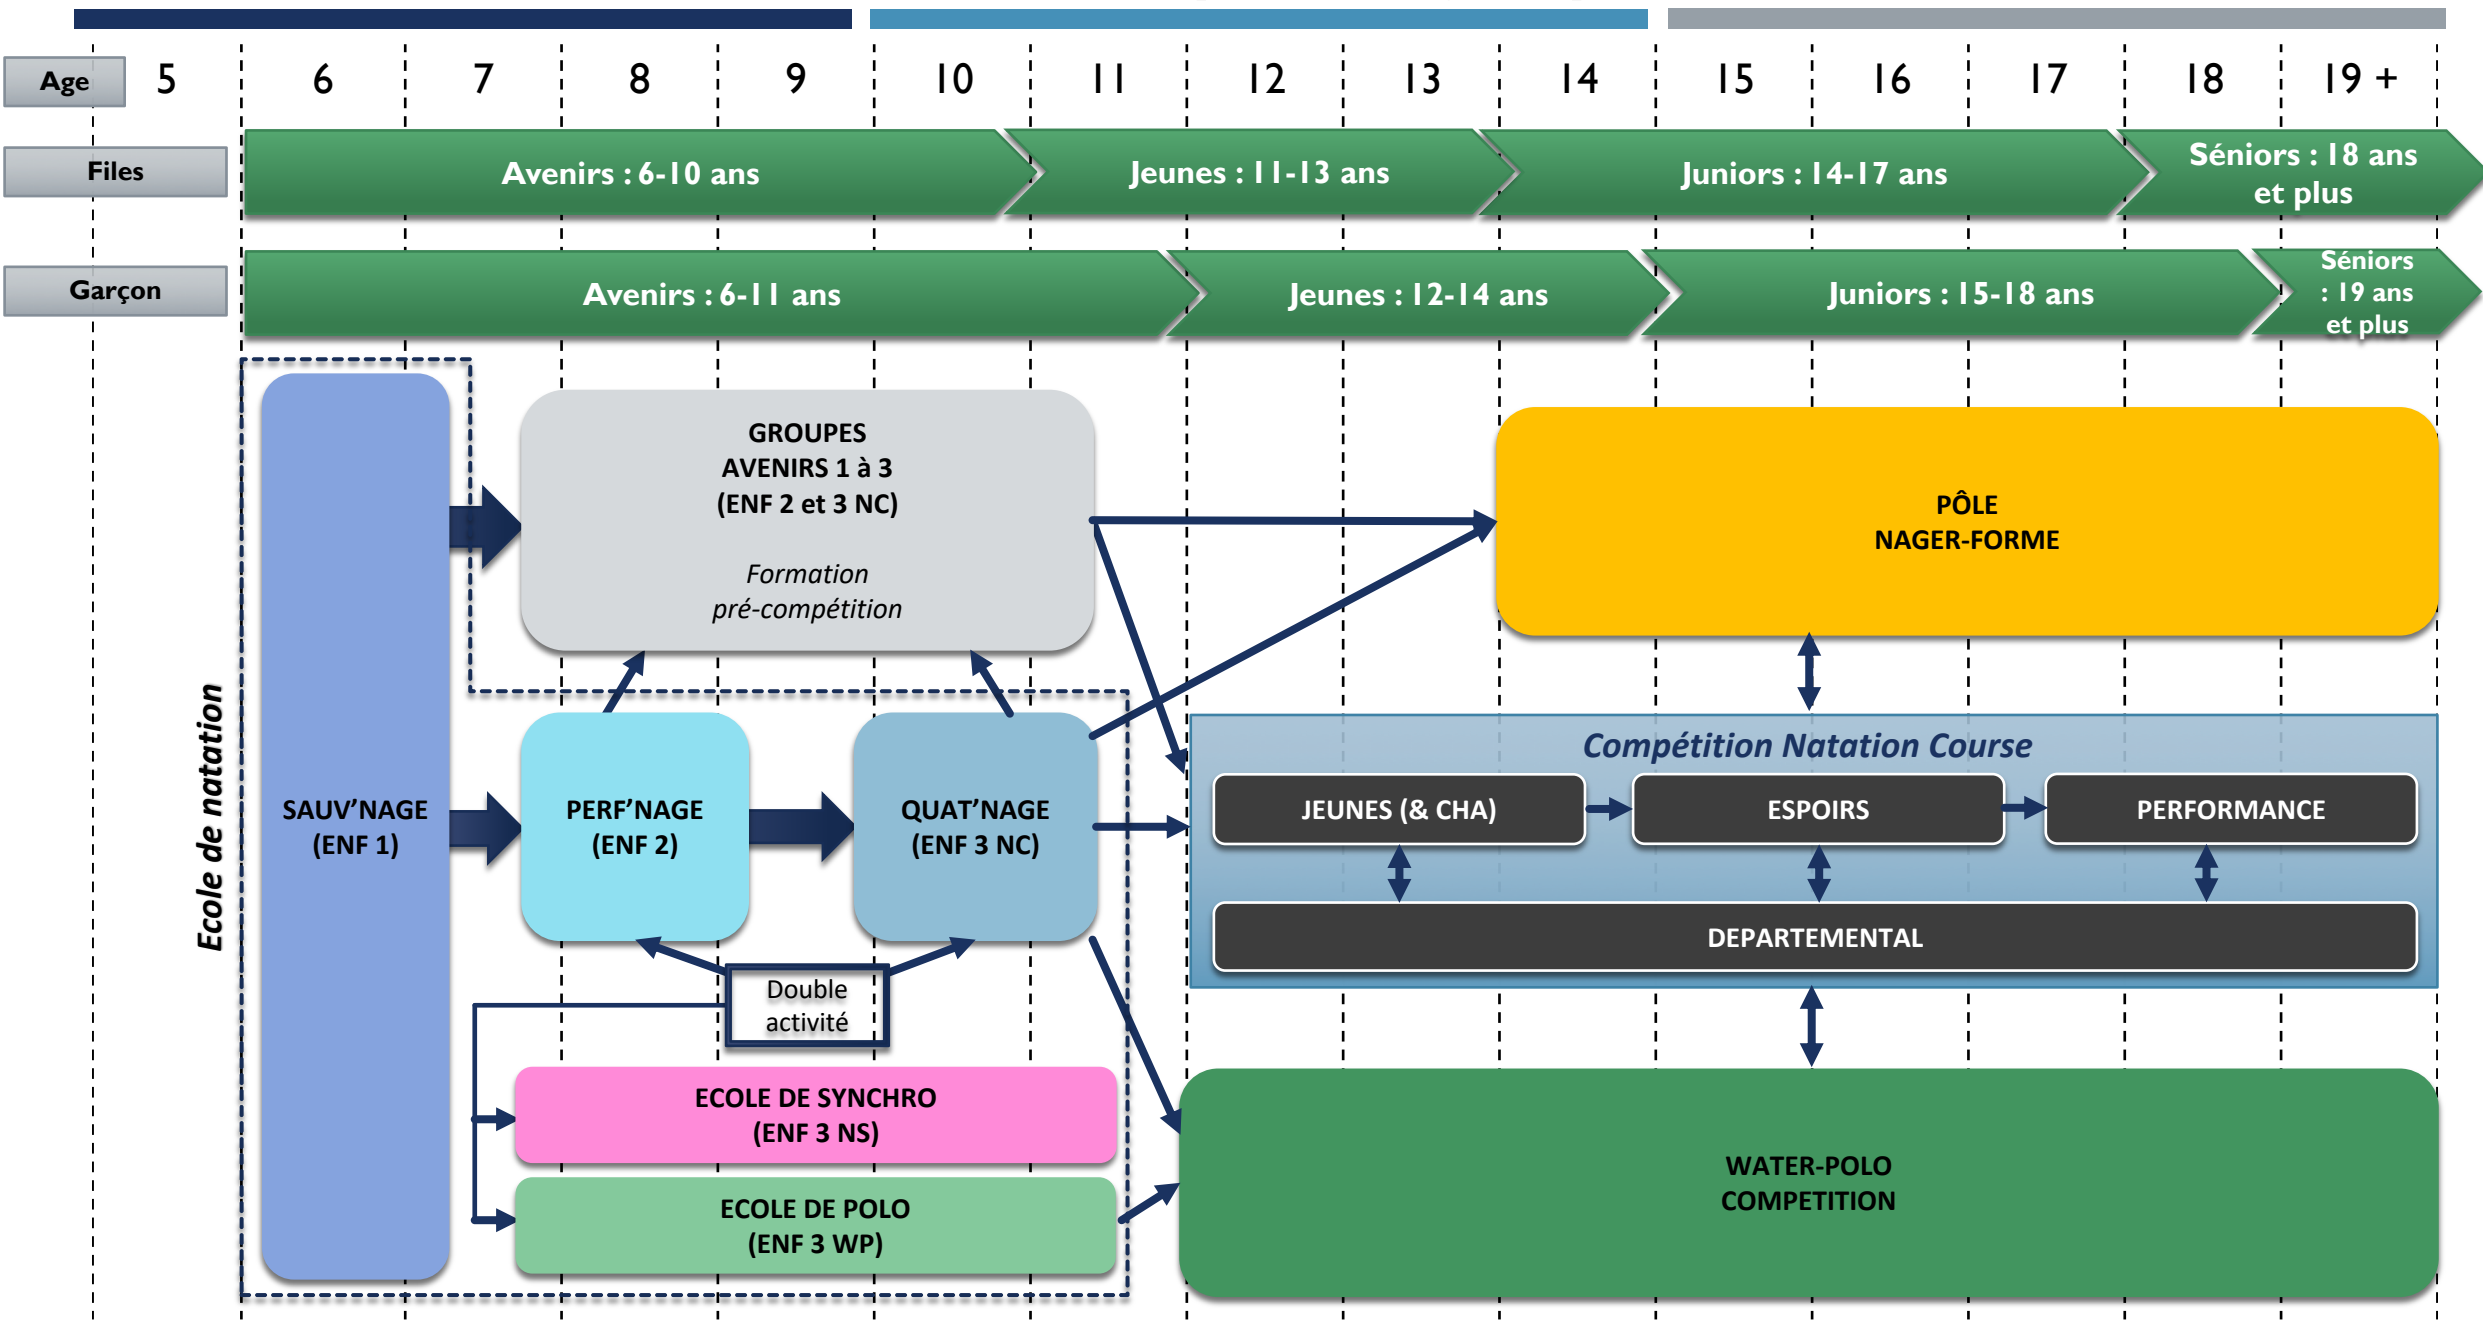 Age 5 6 7 8 9 10 11 12 13 14 15 16 17 18 19 +
Files
Avenirs : 6-10 ans
Jeunes : 11-13 ans
Juniors : 14-17 ans
Séniors : 18 ans
et plus
Garçon
Avenirs : 6-11 ans
Jeunes : 12-14 ans
Juniors : 15-18 ans
Séniors
: 19 ans
et plus
Ecole de natation
SAUV'NAGE
(ENF 1)
GROUPES
AVENIRS 1 à 3
(ENF 2 et 3 NC)
Formation
pré-compétition
PÔLE
NAGER-FORME
PERF'NAGE
(ENF 2)
QUAT'NAGE
(ENF 3 NC)
Compétition Natation Course
JEUNES (& CHA)
ESPOIRS
PERFORMANCE
DEPARTEMENTAL
Double
activité
ECOLE DE SYNCHRO
(ENF 3 NS)
ECOLE DE POLO
(ENF 3 WP)
WATER-POLO
COMPETITION